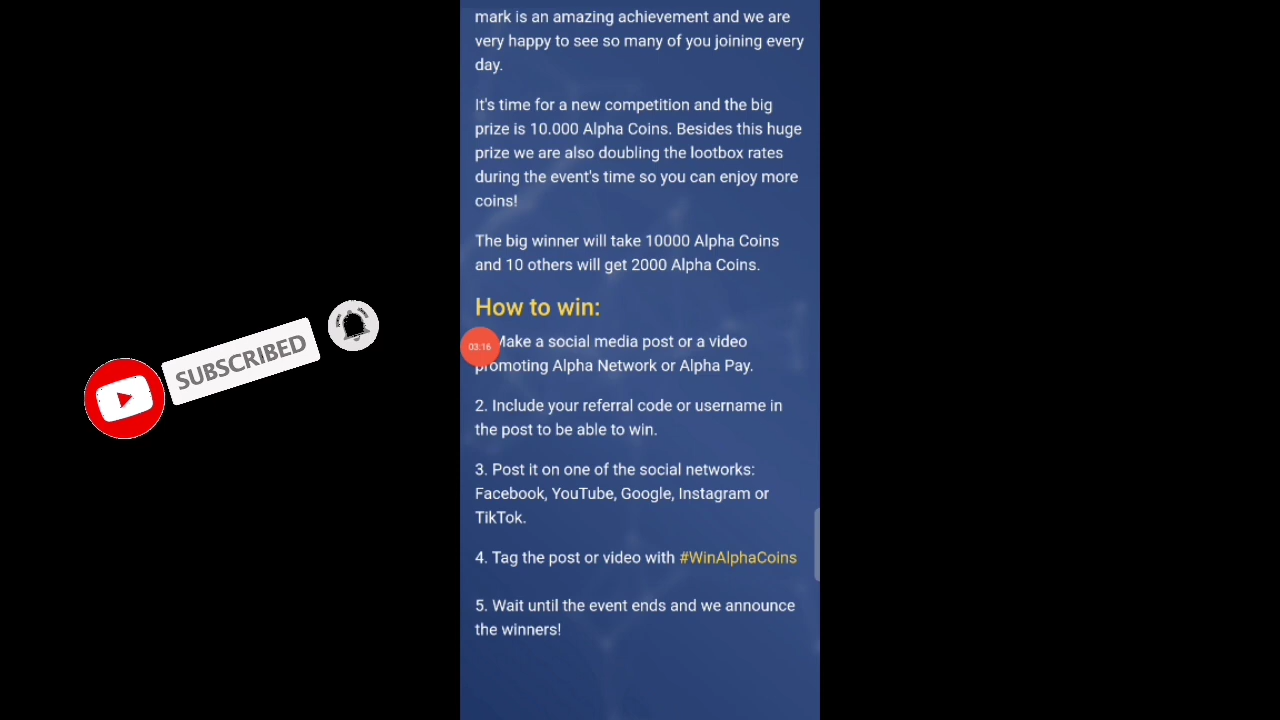 mark is an amazing achievement and we are
very happy to see so many of you joining every
day.
It's time for a new competition and the big
prize is 10.000 Alpha Coins. Besides this huge
prize we are also doubling the lootbox rates
during the event's time so you can enjoy more
coins!
The big winner will take 10000 Alpha Coins
and 10 others will get 2000 Alpha Coins.
How to win:
Make a social media post or a video
promoting Alpha Network or Alpha Pay.
03:16
SUBSCRIBED
2. Include your referral code or username in
the post to be able to win.
3. Post it on one of the social networks:
Facebook, YouTube, Google, Instagram or
TikTok.
4. Tag the post or video with #WinAlphaCoins
5. Wait until the event ends and we announce
the winners!